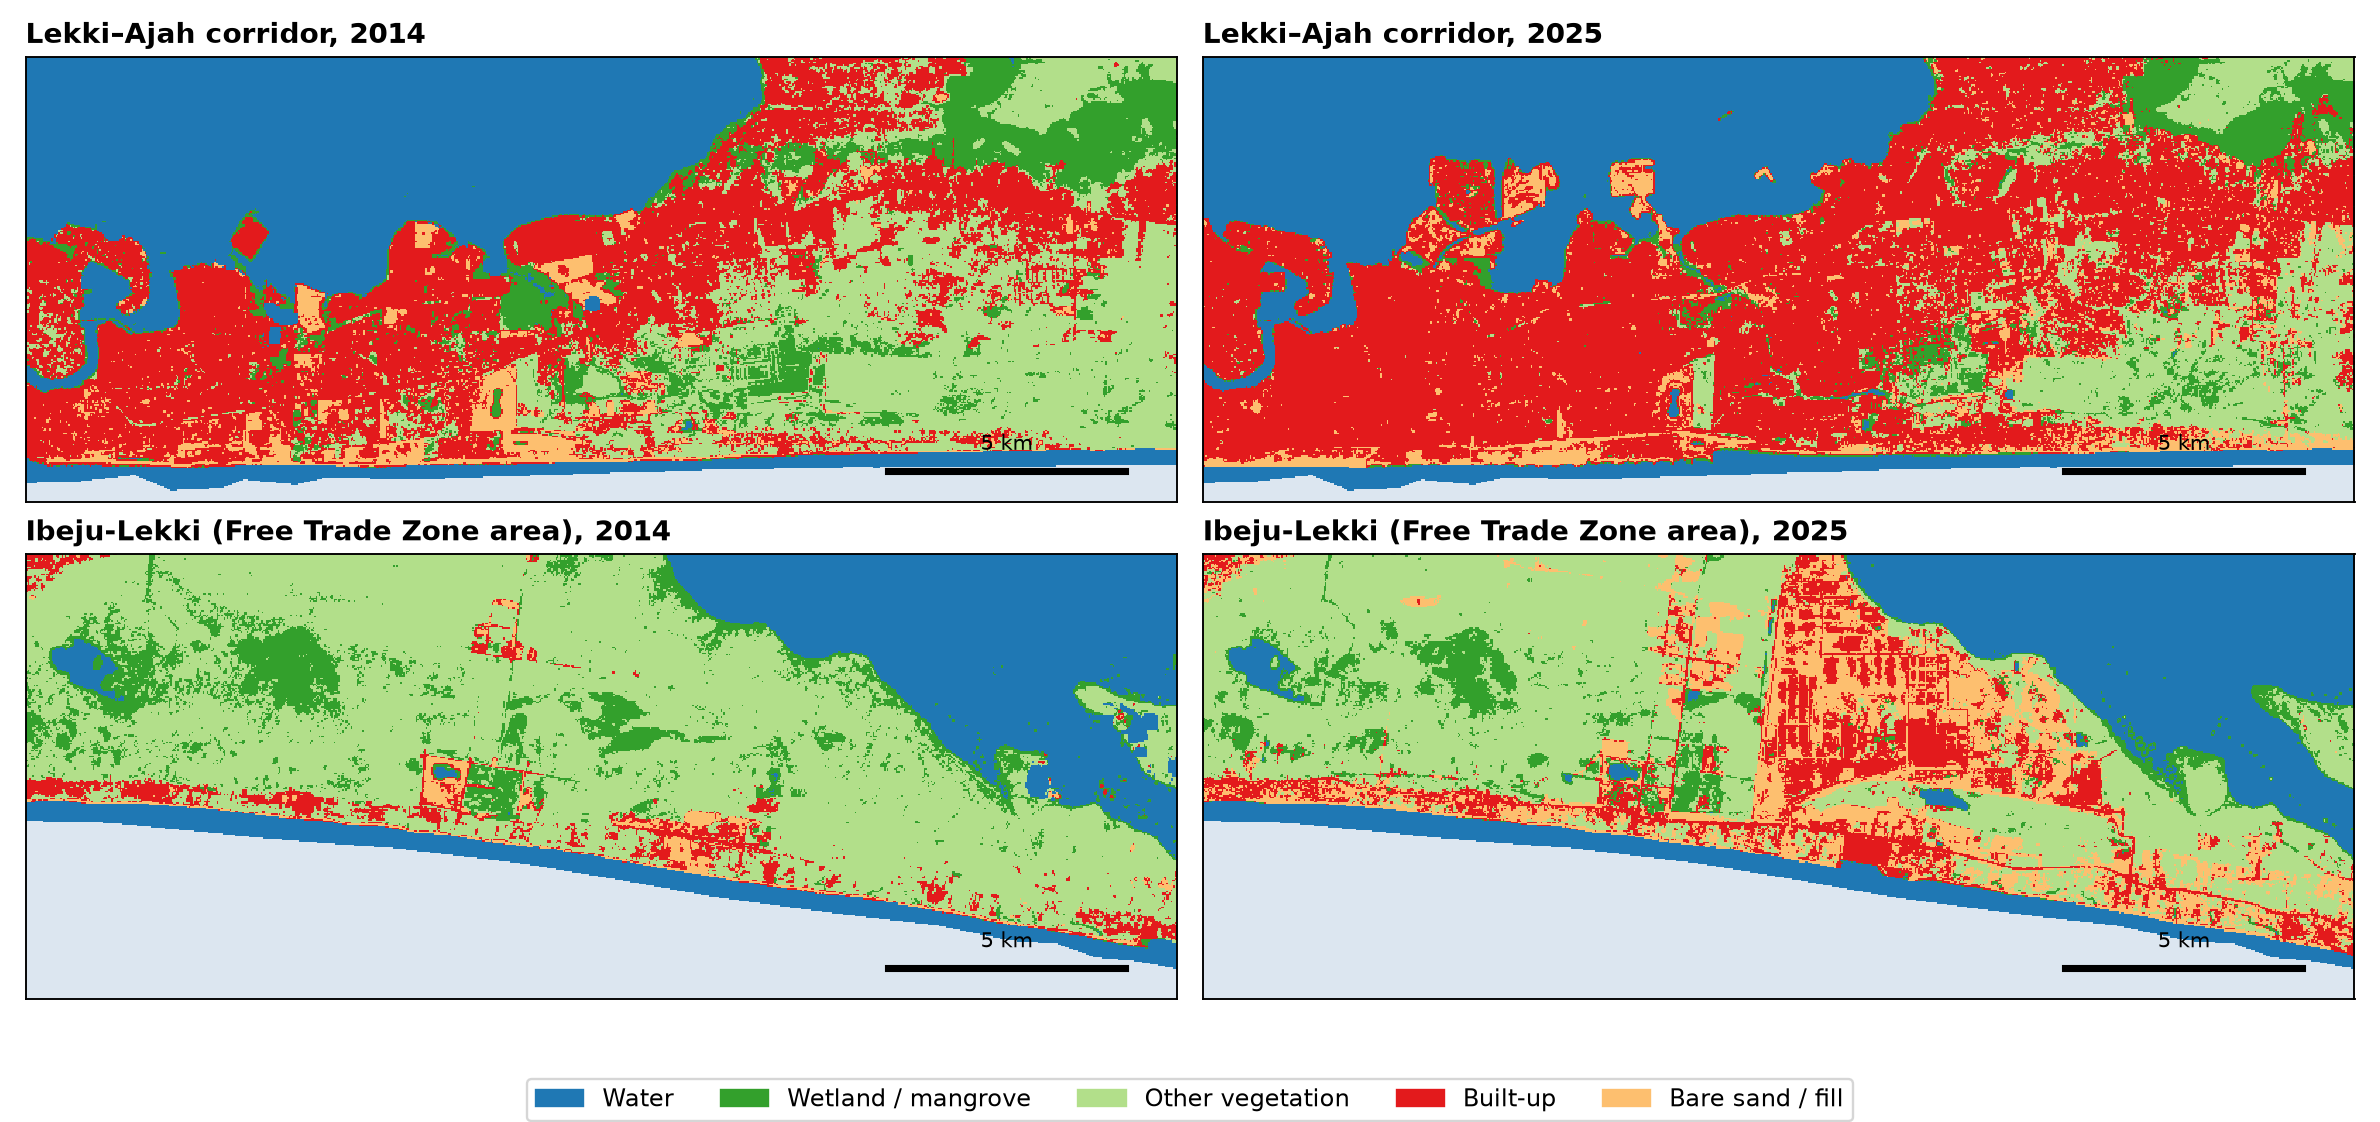 Lekki–Ajah corridor, 2014
Lekki–Ajah corridor, 2025
5 km
5 km
Ibeju-Lekki (Free Trade Zone area), 2014
Ibeju-Lekki (Free Trade Zone area), 2025
5 km
5 km
Water
Wetland / mangrove
Other vegetation
Built-up
Bare sand / fill